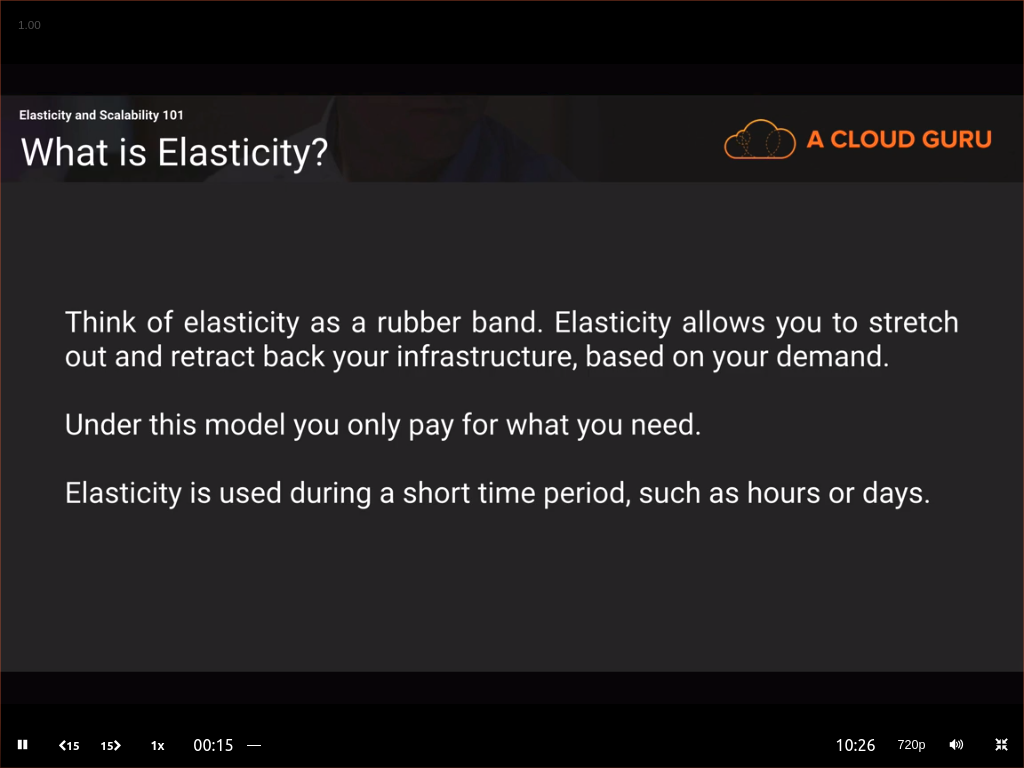 1.00
Elasticity and Scalability 101
What is Elasticity?
A CLOUD GURU
Think of elasticity as a rubber band. Elasticity allows you to stretch
out and retract back your infrastructure, based on your demand.
Under this model you only pay for what you need.
Elasticity is used during a short time period, such as hours or days.
15 15 1x 00:15 10:26 720p